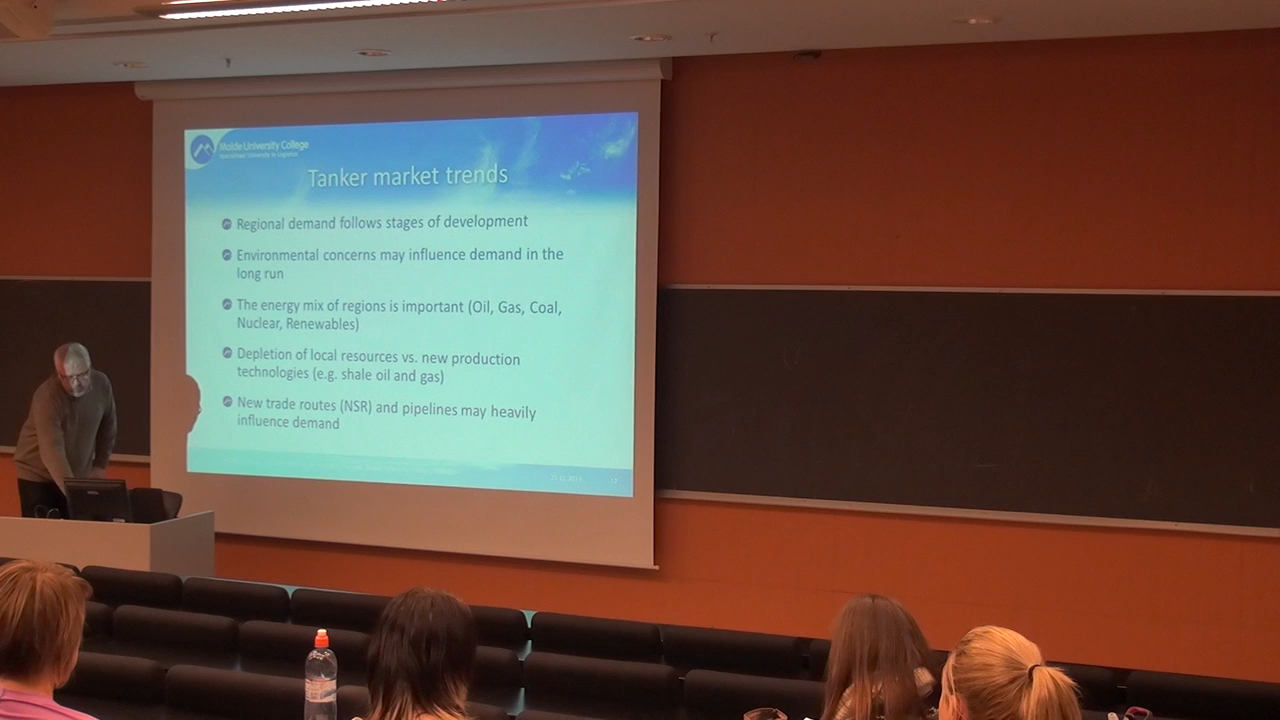 Molde University College
Specialized University in Logistics
Tanker market trends
Regional demand follows stages of development
Environmental concerns may influence demand in the
long run
The energy mix of regions is important (Oil, Gas, Coal,
Nuclear, Renewables)
Depletion of local resources vs. new production
technologies (e.g. shale oil and gas)
New trade routes (NSR) and pipelines may heavily
influence demand